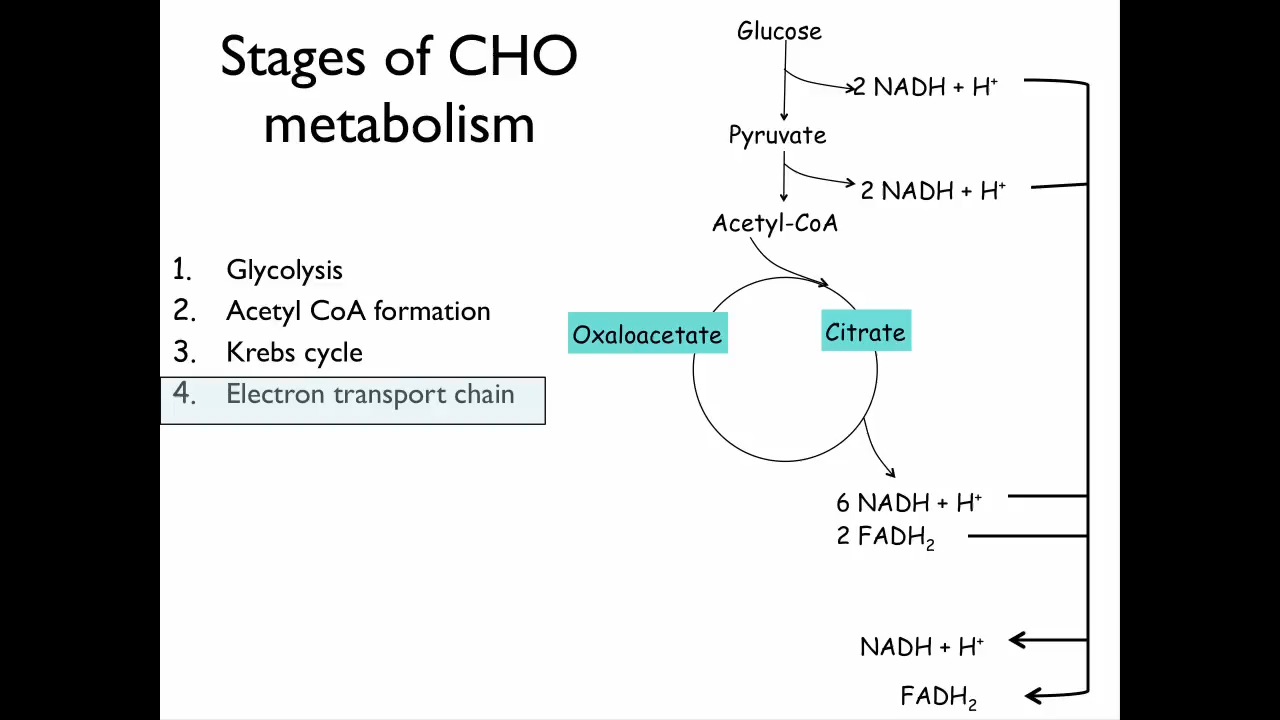 Stages of CHO
metabolism
1. Glycolysis
2. Acetyl CoA formation
3. Krebs cycle
4. Electron transport chain
Glucose
2 NADH + H⁺
Pyruvate
2 NADH + H⁺
Acetyl-CoA
Oxaloacetate
Citrate
6 NADH + H⁺
2 FADH₂
NADH + H⁺
FADH₂